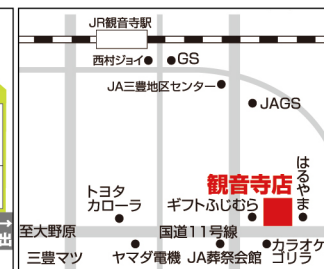 JR観音寺駅
西村ジョイ
GS
JA三豊地区センター
JAGS
観音寺店
はるやま
トヨタ
カローラ
ギフトふじむら
至大野原
国道11号線
カラオケ
ゴリラ
三豊マツ
ヤマダ電機
JA葬祭会館